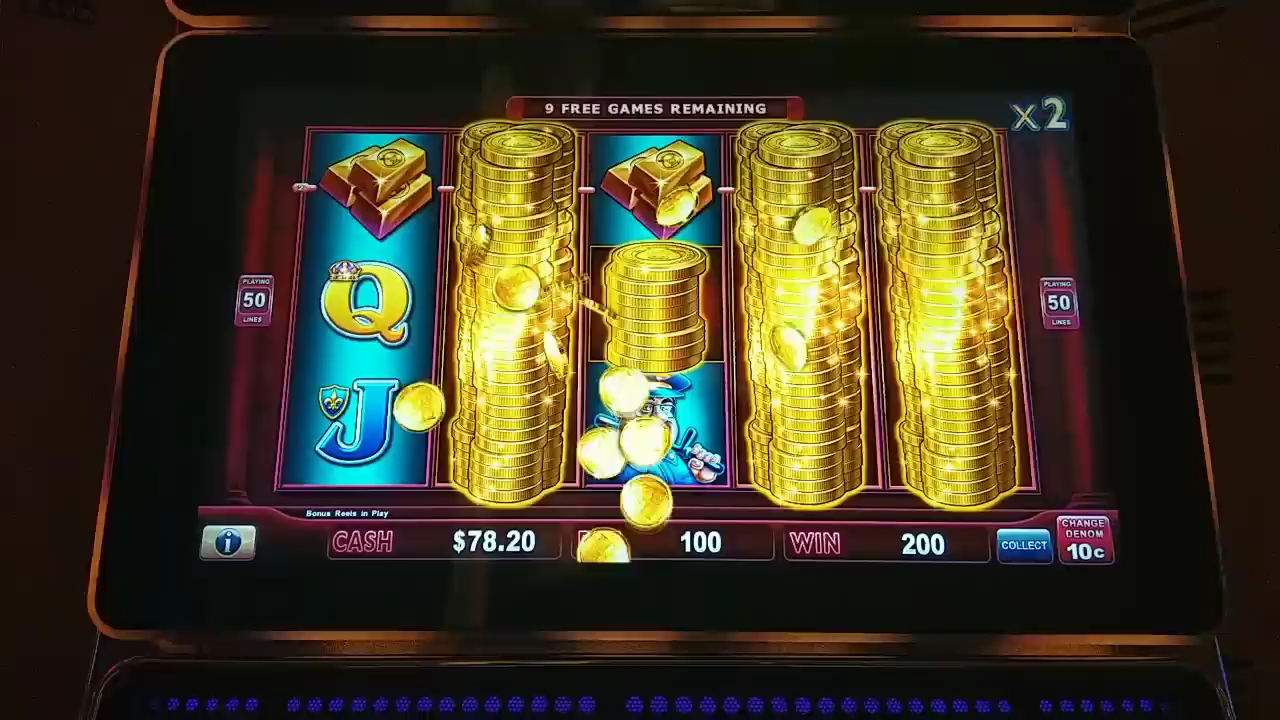 9 FREE GAMES REMAINING
x2
Q
J
PLAYING
50
LINES
PLAYING
50
LINES
Bonus Reels in Play
CASH
$78.20
100
WIN
200
COLLECT
CHANGE
DENOM
10c
i